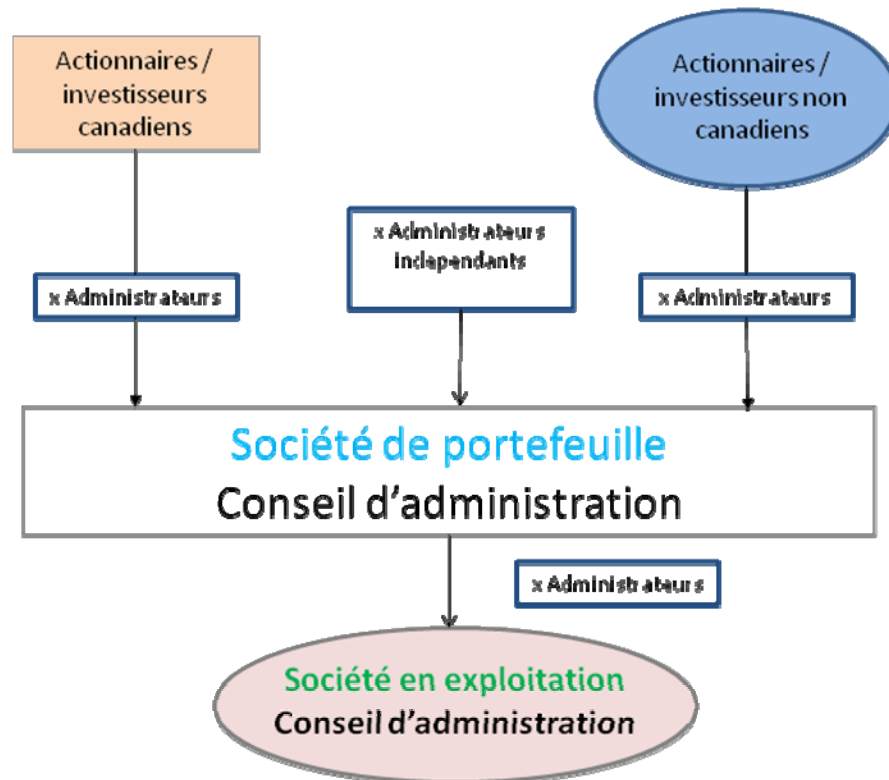 Actionnaires /
investisseurs
canadiens
Actionnaires /
investisseurs non
canadiens
x Administrateurs
indépendants
x Administrateurs
x Administrateurs
Société de portefeuille
Conseil d’administration
x Administrateurs
Société en exploitation
Conseil d’administration